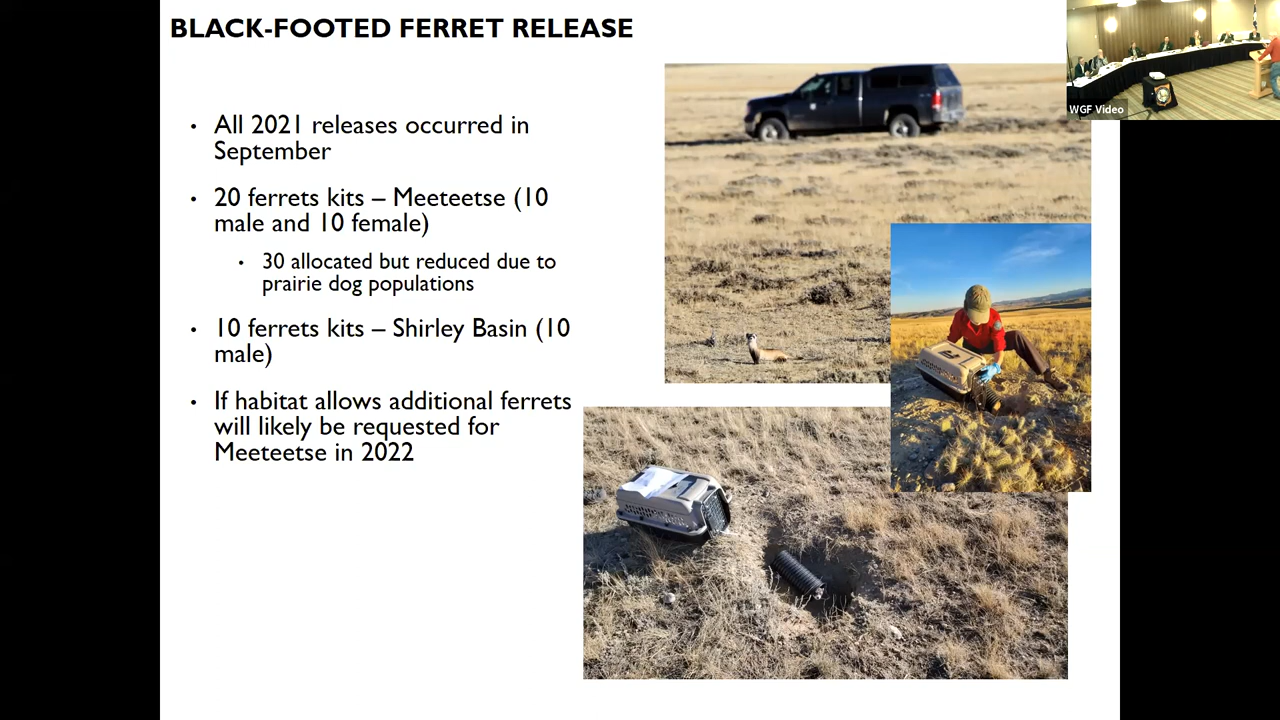 BLACK-FOOTED FERRET RELEASE
• All 2021 releases occurred in
September
• 20 ferrets kits – Meeteetse (10
male and 10 female)
• 30 allocated but reduced due to
prairie dog populations
• 10 ferrets kits – Shirley Basin (10
male)
• If habitat allows additional ferrets
will likely be requested for
Meeteetse in 2022
WGF Video